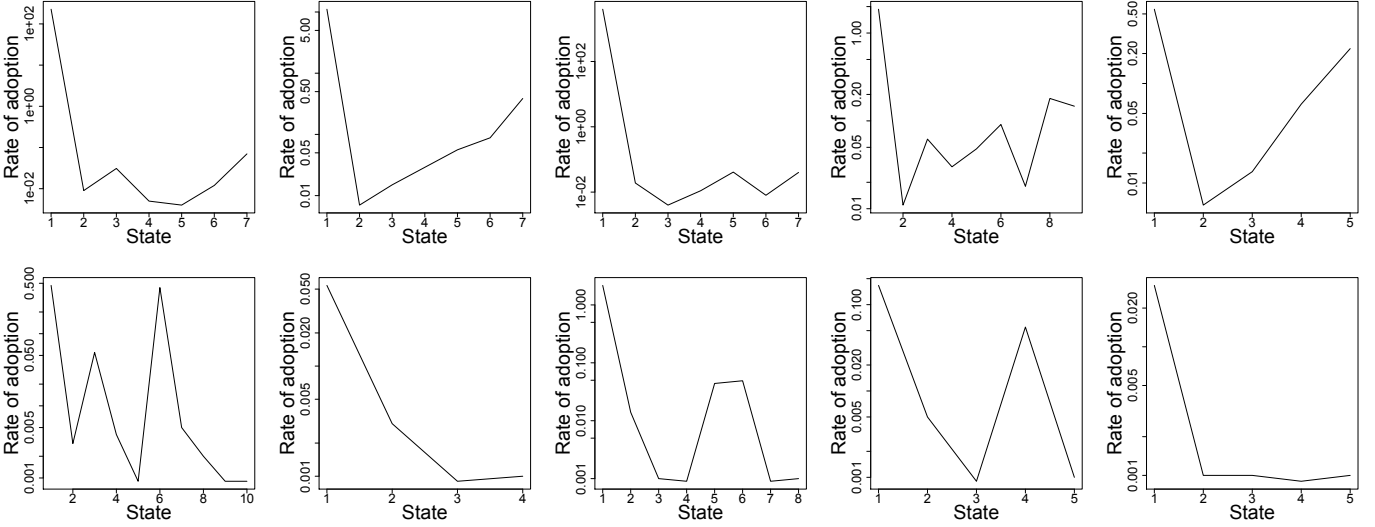 Rate of adoption
1e-02 1e+00 1e+02
1 2 3 4 5 6 7
State
Rate of adoption
0.01 0.05 0.50 5.00
1 2 3 4 5 6 7
State
Rate of adoption
1e-02 1e+00 1e+02
1 2 3 4 5 6 7
State
Rate of adoption
0.01 0.05 0.20 1.00
2 4 6 8
State
Rate of adoption
0.01 0.05 0.20 0.50
1 2 3 4 5
State
Rate of adoption
0.001 0.005 0.050 0.500
2 4 6 8 10
State
Rate of adoption
0.001 0.005 0.020 0.050
1 2 3 4
State
Rate of adoption
0.001 0.010 0.100 1.000
1 2 3 4 5 6 7 8
State
Rate of adoption
0.001 0.005 0.020 0.100
1 2 3 4 5
State
Rate of adoption
0.001 0.005 0.020
1 2 3 4 5
State